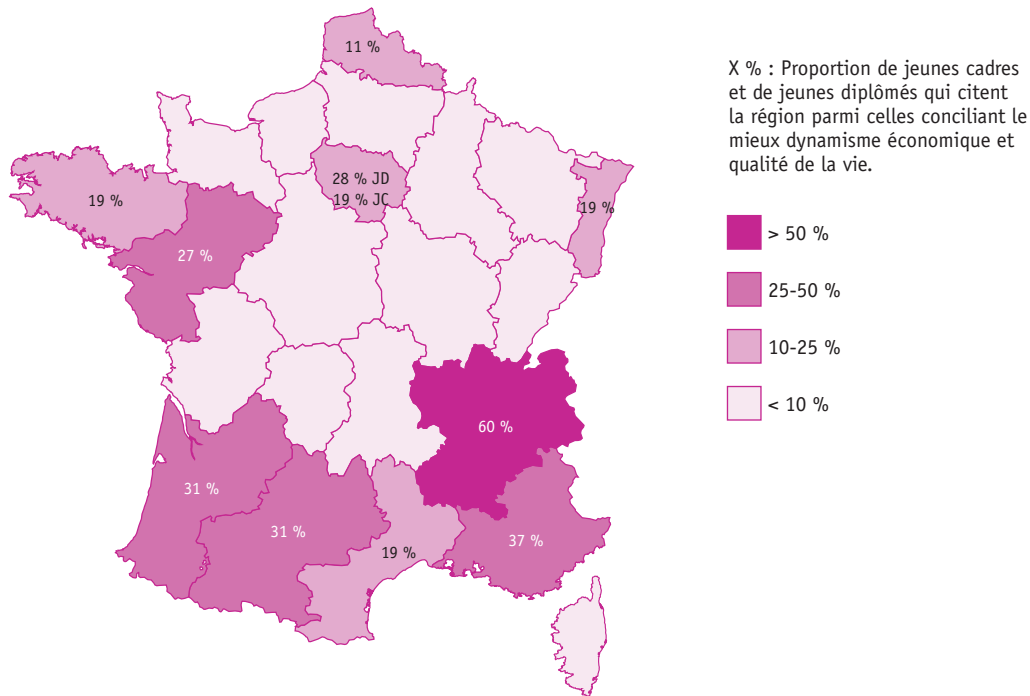 11 %
X % : Proportion de jeunes cadres
et de jeunes diplômés qui citent
la région parmi celles conciliant le
mieux dynamisme économique et
qualité de la vie.
28 % JD
19 % JC
19 %
19 %
27 %
> 50 %
25-50 %
10-25 %
< 10 %
60 %
31 %
31 %
19 %
37 %